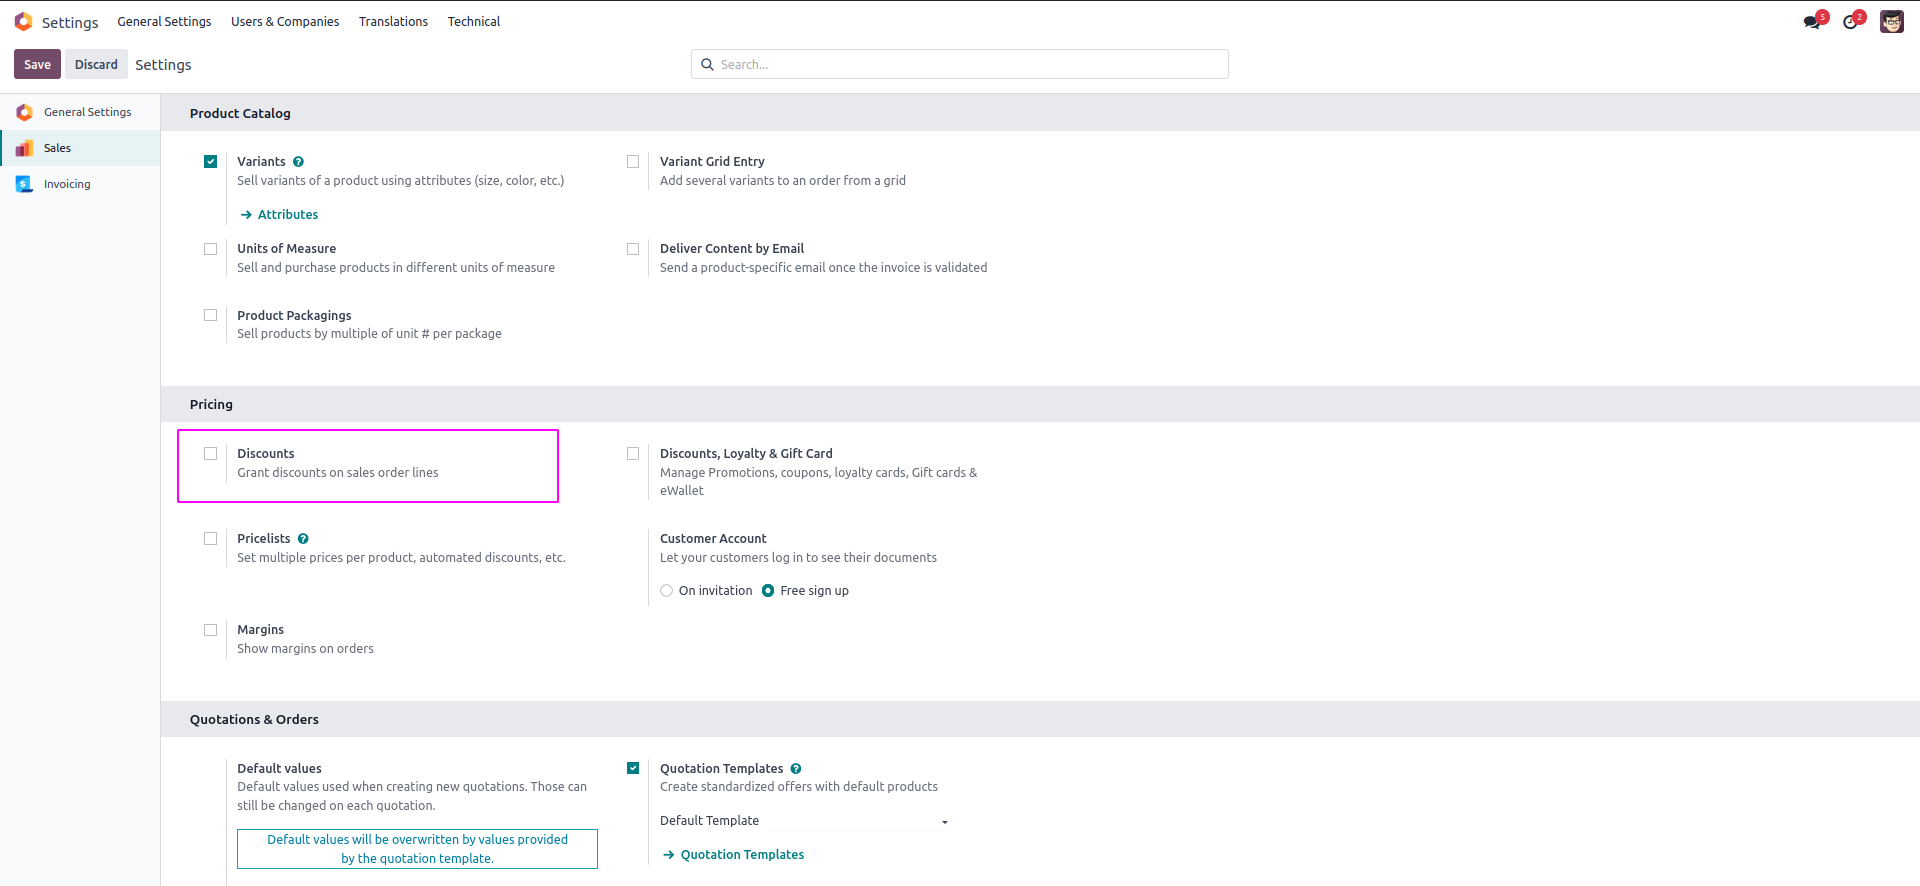 Settings General Settings Users & Companies Translations Technical 5 2
Save Discard Settings Search...
General Settings
Sales
Invoicing
Product Catalog
Variants ?
Sell variants of a product using attributes (size, color, etc.)
Attributes
Variant Grid Entry
Add several variants to an order from a grid
Units of Measure
Sell and purchase products in different units of measure
Deliver Content by Email
Send a product-specific email once the invoice is validated
Product Packagings
Sell products by multiple of unit # per package
Pricing
Discounts
Grant discounts on sales order lines
Discounts, Loyalty & Gift Card
Manage Promotions, coupons, loyalty cards, Gift cards &
eWallet
Pricelists ?
Set multiple prices per product, automated discounts, etc.
Customer Account
Let your customers log in to see their documents
On invitation Free sign up
Margins
Show margins on orders
Quotations & Orders
Default values
Default values used when creating new quotations. Those can
still be changed on each quotation.
Default values will be overwritten by values provided
by the quotation template.
Quotation Templates ?
Create standardized offers with default products
Default Template
Quotation Templates